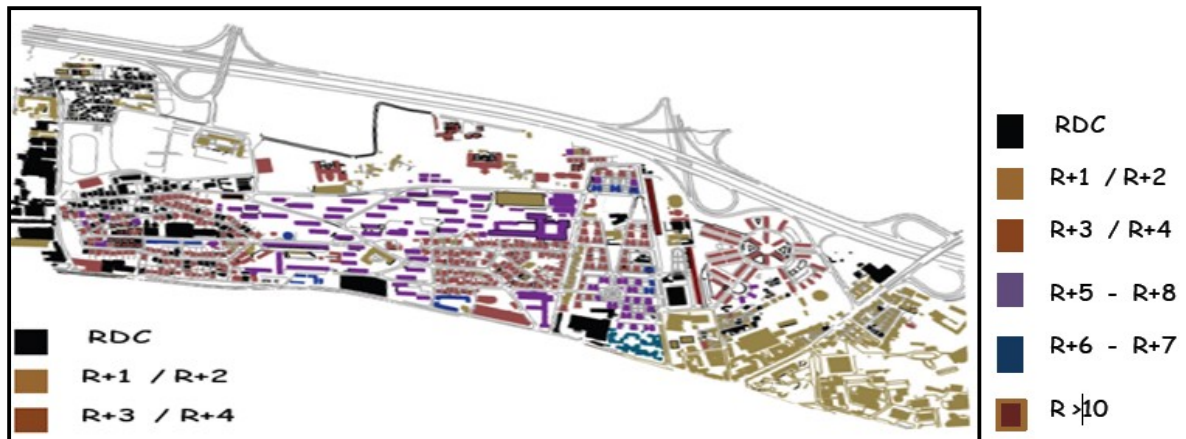 RDC
R+1 / R+2
R+3 / R+4
RDC
R+1 / R+2
R+3 / R+4
R+5 - R+8
R+6 - R+7
R >10